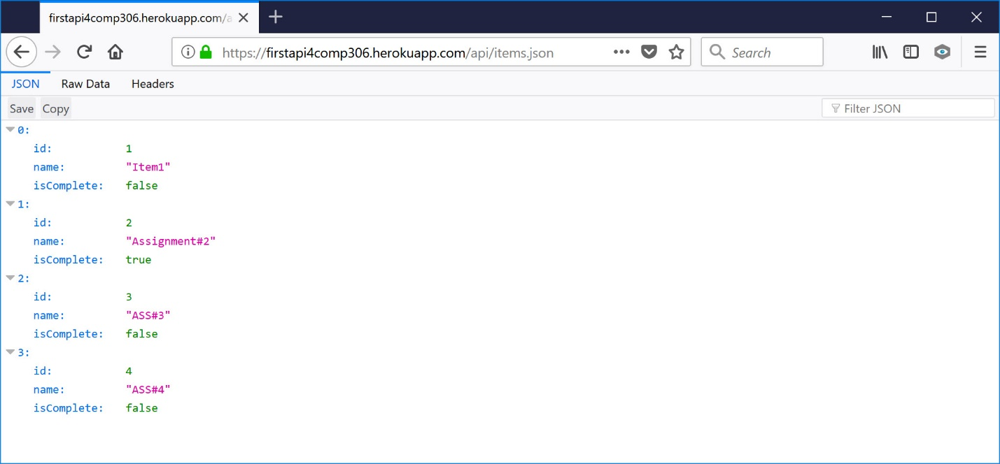 firstapi4comp306.herokuapp.com/a
https://firstapi4comp306.herokuapp.com/api/items.json
Search
JSON Raw Data Headers
Save Copy Filter JSON
0:
id: 1
name: "Item1"
isComplete: false
1:
id: 2
name: "Assignment#2"
isComplete: true
2:
id: 3
name: "ASS#3"
isComplete: false
3:
id: 4
name: "ASS#4"
isComplete: false